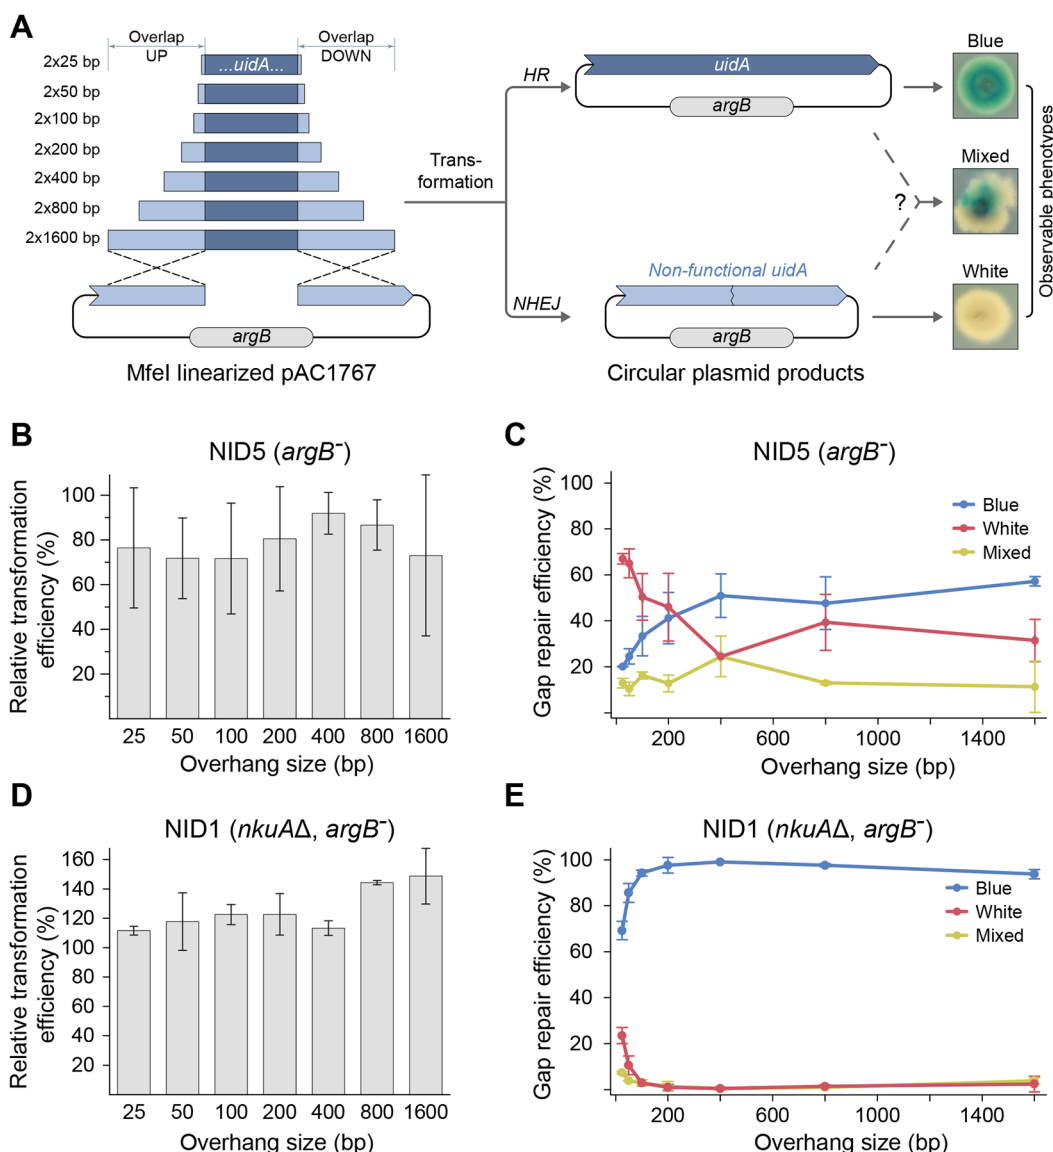 A
Overlap
UP
Overlap
DOWN
2x25 bp
...uidA...
2x50 bp
2x100 bp
2x200 bp
2x400 bp
2x800 bp
2x1600 bp
argB
MfeI linearized pAC1767
Trans-
formation
HR
uidA
argB
NHEJ
Non-functional uidA
argB
Circular plasmid products
?
Blue
Mixed
White
Observable phenotypes
B
NID5 (argB⁻)
Relative transformation
efficiency (%)
100
80
60
40
20
25 50 100 200 400 800 1600
Overhang size (bp)
C
NID5 (argB⁻)
Gap repair efficiency (%)
100
80
60
40
20
Blue
White
Mixed
200 600 1000 1400
Overhang size (bp)
D
NID1 (nkuAΔ, argB⁻)
Relative transformation
efficiency (%)
160
140
120
100
80
60
40
20
25 50 100 200 400 800 1600
Overhang size (bp)
E
NID1 (nkuAΔ, argB⁻)
Gap repair efficiency (%)
100
80
60
40
20
Blue
White
Mixed
200 600 1000 1400
Overhang size (bp)